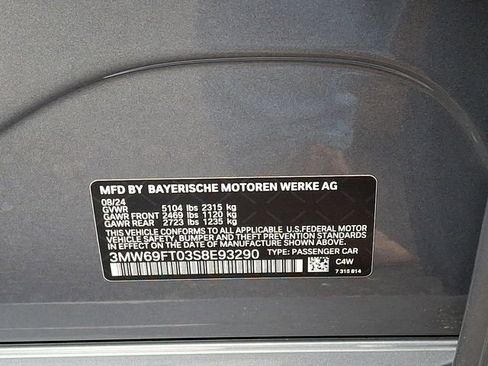 MFD BY BAYERISCHE MOTOREN WERKE AG
08/24
GVWR 5104 lbs 2315 kg
GAWR FRONT 2469 lbs 1120 kg
GAWR REAR 2723 lbs 1235 kg
THIS VEHICLE CONFORMS TO ALL APPLICABLE U.S.FEDERAL MOTOR
VEHICLE SAFETY, BUMPER AND THEFT PREVENTION STANDARDS
IN EFFECT ON THE DATE OF MANUFACTURE SHOWN ABOVE.
3MW69FT03S8E93290 TYPE: PASSENGER CAR
C4W
7 315 814